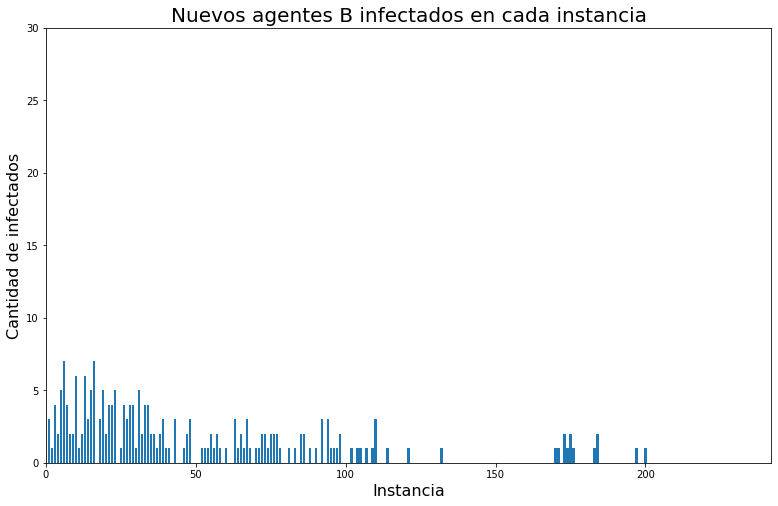 Nuevos agentes B infectados en cada instancia
30
25
20
15
10
5
0
Cantidad de infectados
0 50 100 150 200
Instancia